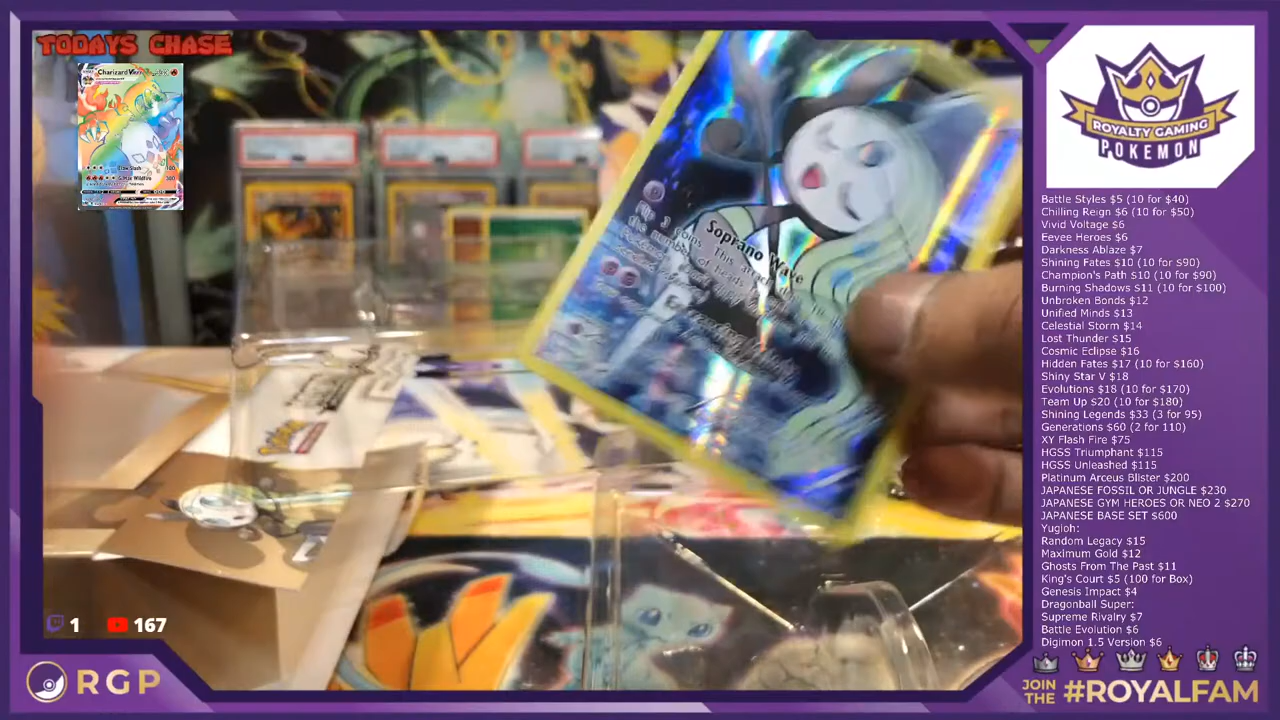 TODAYS CHASE
Charizard
G-Max Wildfire 300
Soprano Wave
Flip 3 coins. This attack
1
167
RGP
ROYALTY GAMING
POKEMON
Battle Styles $5 (10 for $40)
Chilling Reign $6 (10 for $50)
Vivid Voltage $6
Eevee Heroes $6
Darkness Ablaze $7
Shining Fates $10 (10 for $90)
Champion's Path $10 (10 for $90)
Burning Shadows $11 (10 for $100)
Unbroken Bonds $12
Unified Minds $13
Celestial Storm $14
Lost Thunder $15
Cosmic Eclipse $16
Hidden Fates $17 (10 for $160)
Shiny Star V $18
Evolutions $18 (10 for $170)
Team Up $20 (10 for $180)
Shining Legends $33 (3 for 95)
Generations $60 (2 for 110)
XY Flash Fire $75
HGSS Triumphant $115
HGSS Unleashed $115
Platinum Arceus Blister $200
JAPANESE FOSSIL OR JUNGLE $230
JAPANESE GYM HEROES OR NEO 2 $270
JAPANESE BASE SET $600
Yugioh:
Random Legacy $15
Maximum Gold $12
Ghosts From The Past $11
King's Court $5 (100 for Box)
Genesis Impact $4
Dragonball Super:
Supreme Rivalry $7
Battle Evolution $6
Digimon 1.5 Version $6
JOIN THE #ROYALFAM